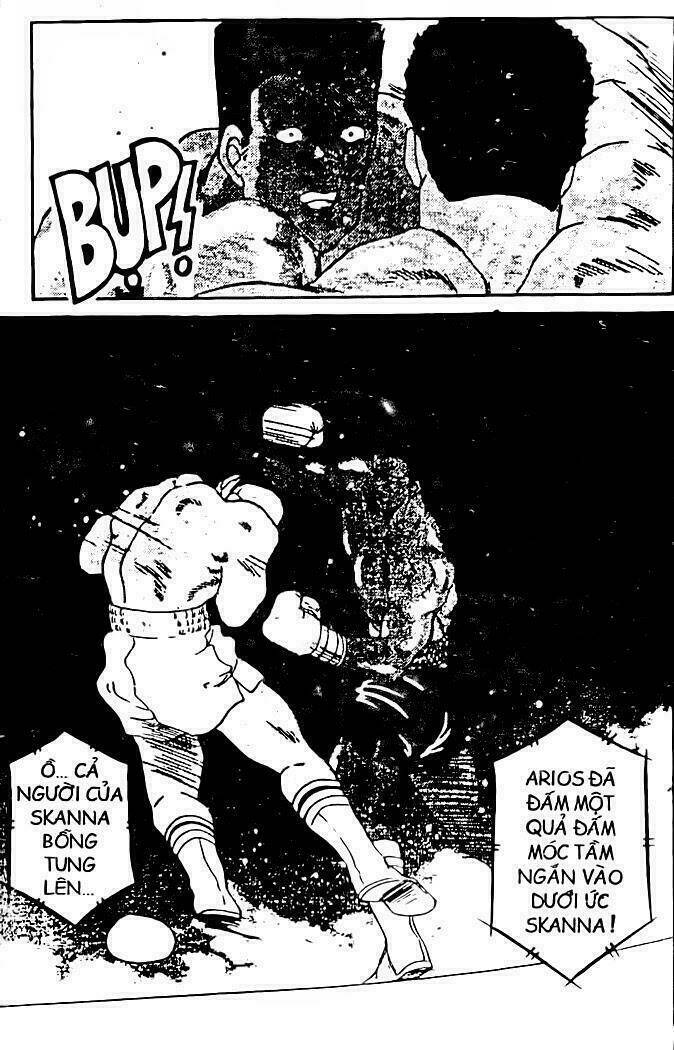 BỤP!!
ARIOS ĐÃ
ĐẤM MỘT
QUẢ ĐẤM
MÓC TẦM
NGẮN VÀO
DƯỚI ỨC
SKANNA!
Ồ... CẢ
NGƯỜI CỦA
SKANNA
BỔNG
TUNG
LÊN...